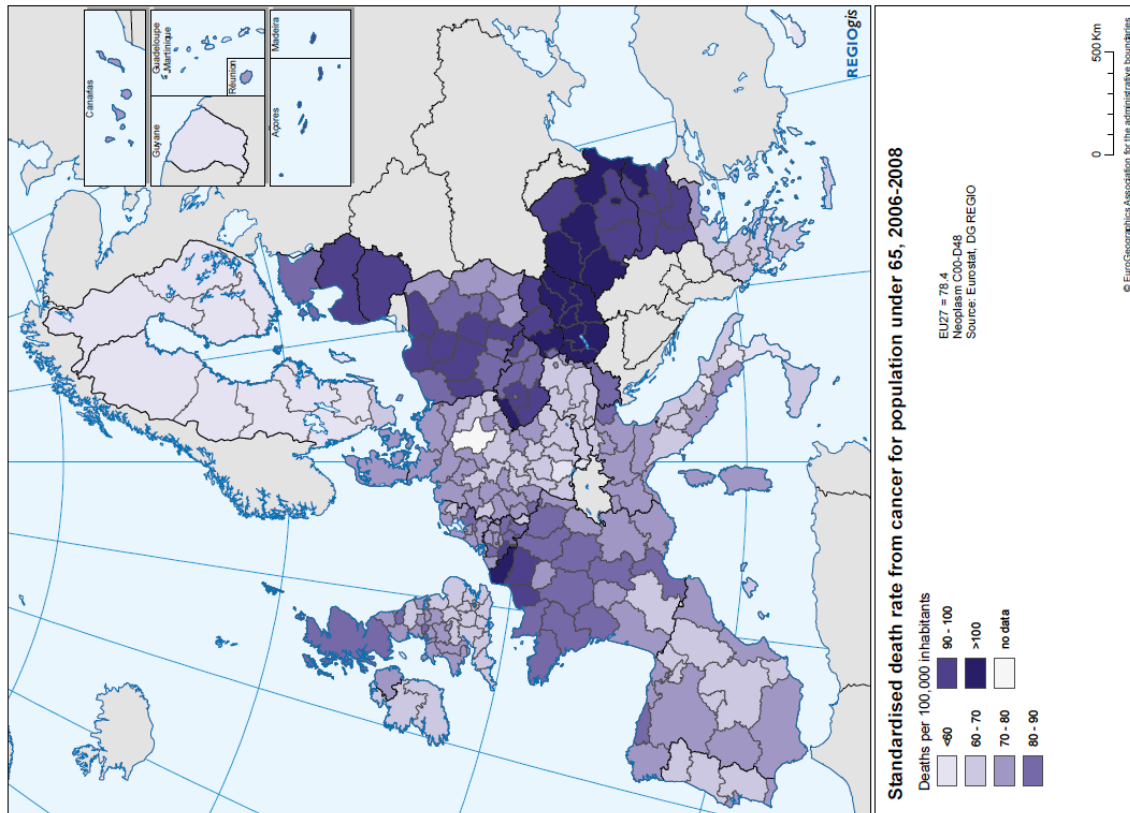 Canarias
Guyane
Guadeloupe
Martinique
Réunion
Açores
Madeira
REGIOgis
Standardised death rate from cancer for population under 65, 2006-2008
Deaths per 100,000 inhabitants
<60
60 - 70
70 - 80
80 - 90
90 - 100
>100
no data
EU27 = 78.4
Neoplasm C00-D48
Source: Eurostat, DG REGIO
0
500 Km
© EuroGeographics Association for the administrative boundaries